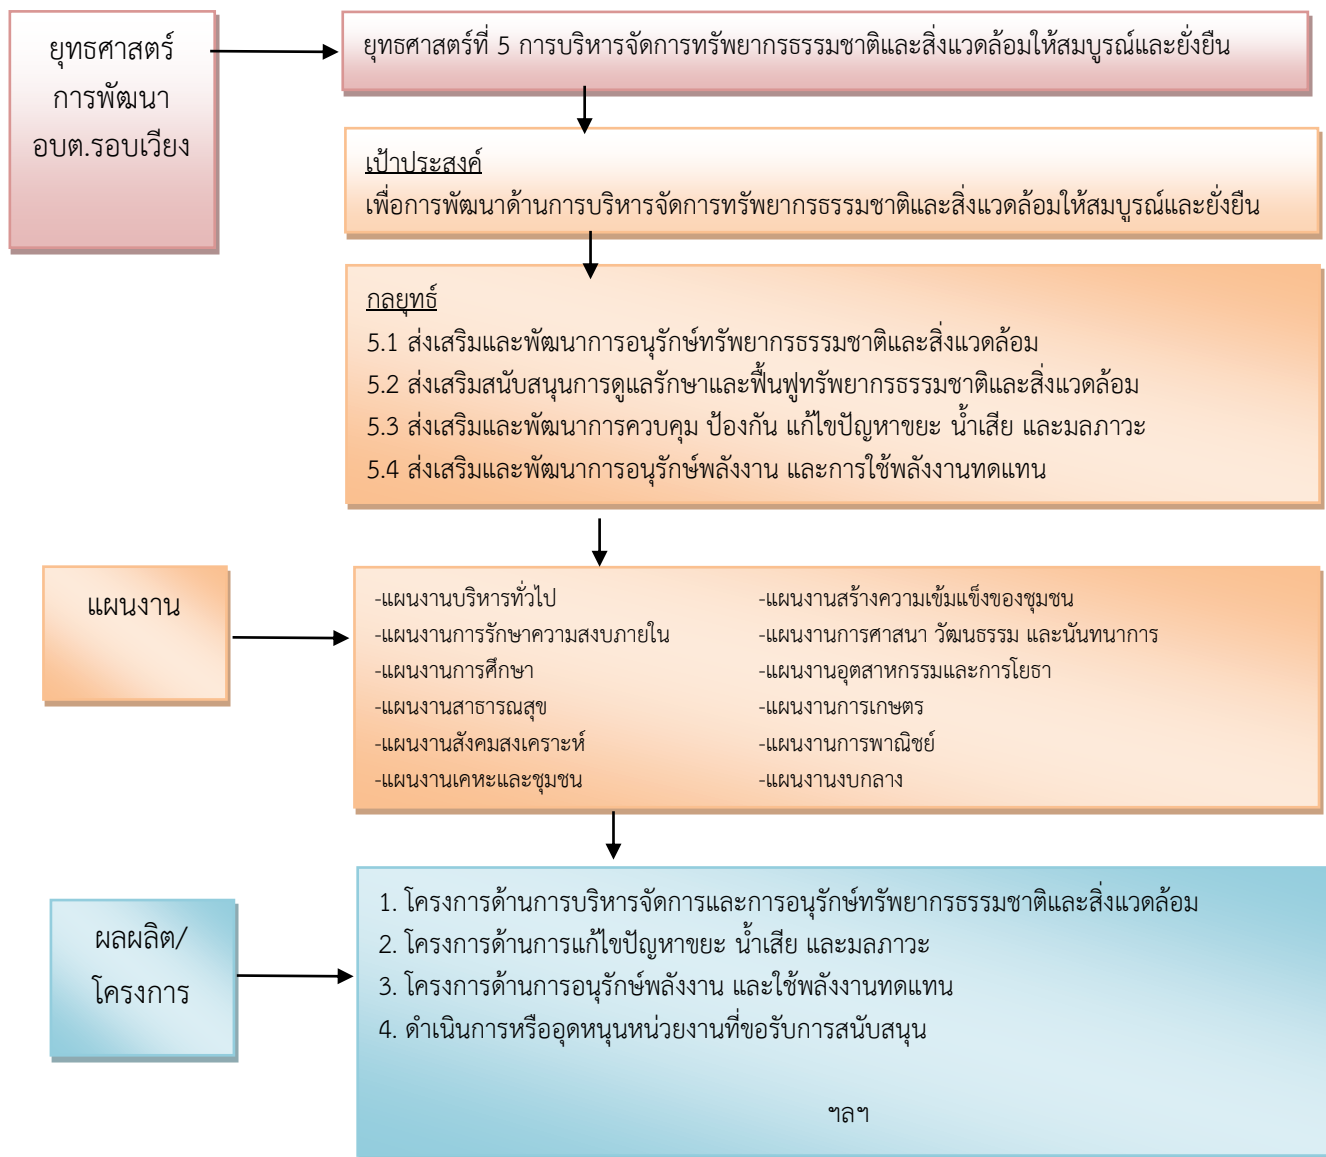 ยุทธศาสตร์
การพัฒนา
อบต.รอบเวียง
ยุทธศาสตร์ที่ 5 การบริหารจัดการทรัพยากรธรรมชาติและสิ่งแวดล้อมให้สมบูรณ์และยั่งยืน
เป้าประสงค์
เพื่อการพัฒนาด้านการบริหารจัดการทรัพยากรธรรมชาติและสิ่งแวดล้อมให้สมบูรณ์และยั่งยืน
กลยุทธ์
5.1 ส่งเสริมและพัฒนาการอนุรักษ์ทรัพยากรธรรมชาติและสิ่งแวดล้อม
5.2 ส่งเสริมสนับสนุนการดูแลรักษาและฟื้นฟูทรัพยากรธรรมชาติและสิ่งแวดล้อม
5.3 ส่งเสริมและพัฒนาการควบคุม ป้องกัน แก้ไขปัญหาขยะ น้ำเสีย และมลภาวะ
5.4 ส่งเสริมและพัฒนาการอนุรักษ์พลังงาน และการใช้พลังงานทดแทน
แผนงาน
-แผนงานบริหารทั่วไป
-แผนงานการรักษาความสงบภายใน
-แผนงานการศึกษา
-แผนงานสาธารณสุข
-แผนงานสังคมสงเคราะห์
-แผนงานเคหะและชุมชน
-แผนงานสร้างความเข้มแข็งของชุมชน
-แผนงานการศาสนา วัฒนธรรม และนันทนาการ
-แผนงานอุตสาหกรรมและการโยธา
-แผนงานการเกษตร
-แผนงานการพาณิชย์
-แผนงานงบกลาง
ผลผลิต/
โครงการ
1. โครงการด้านการบริหารจัดการและการอนุรักษ์ทรัพยากรธรรมชาติและสิ่งแวดล้อม
2. โครงการด้านการแก้ไขปัญหาขยะ น้ำเสีย และมลภาวะ
3. โครงการด้านการอนุรักษ์พลังงาน และใช้พลังงานทดแทน
4. ดำเนินการหรืออุดหนุนหน่วยงานที่ขอรับการสนับสนุน
ฯลฯ